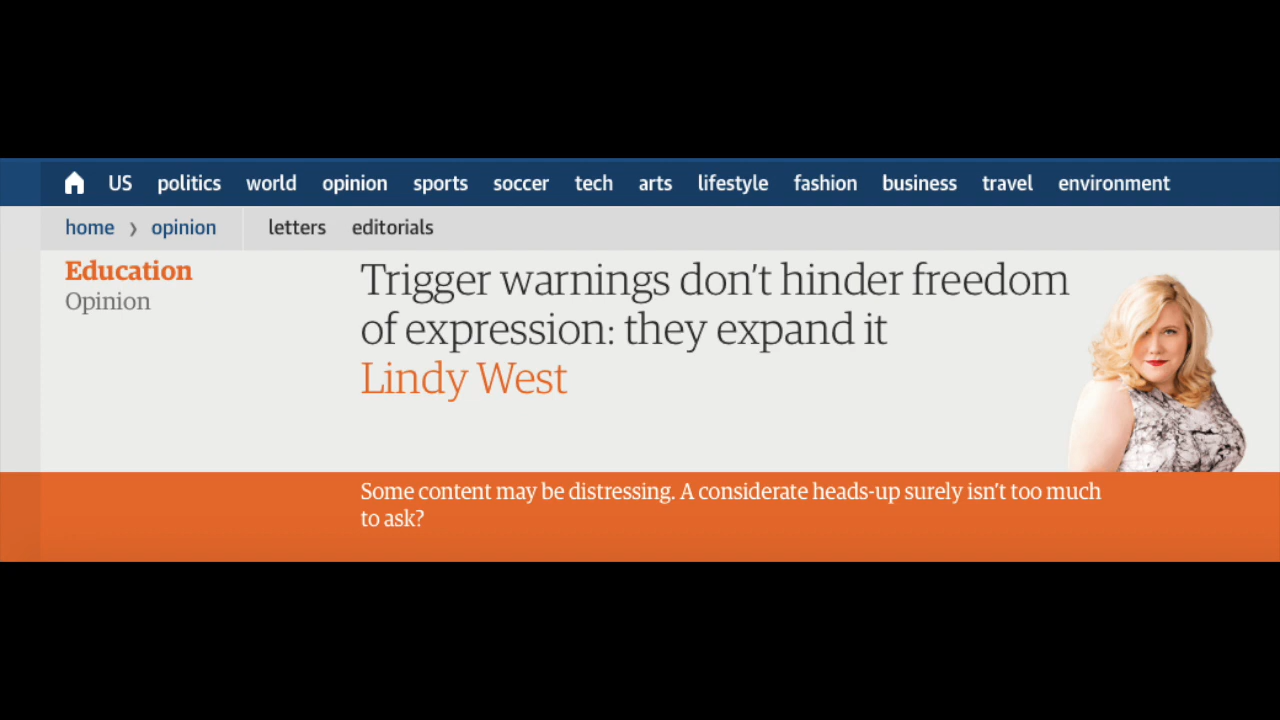 US politics world opinion sports soccer tech arts lifestyle fashion business travel environment
home › opinion letters editorials
Education
Opinion
Trigger warnings don’t hinder freedom
of expression: they expand it
Lindy West
Some content may be distressing. A considerate heads-up surely isn’t too much
to ask?